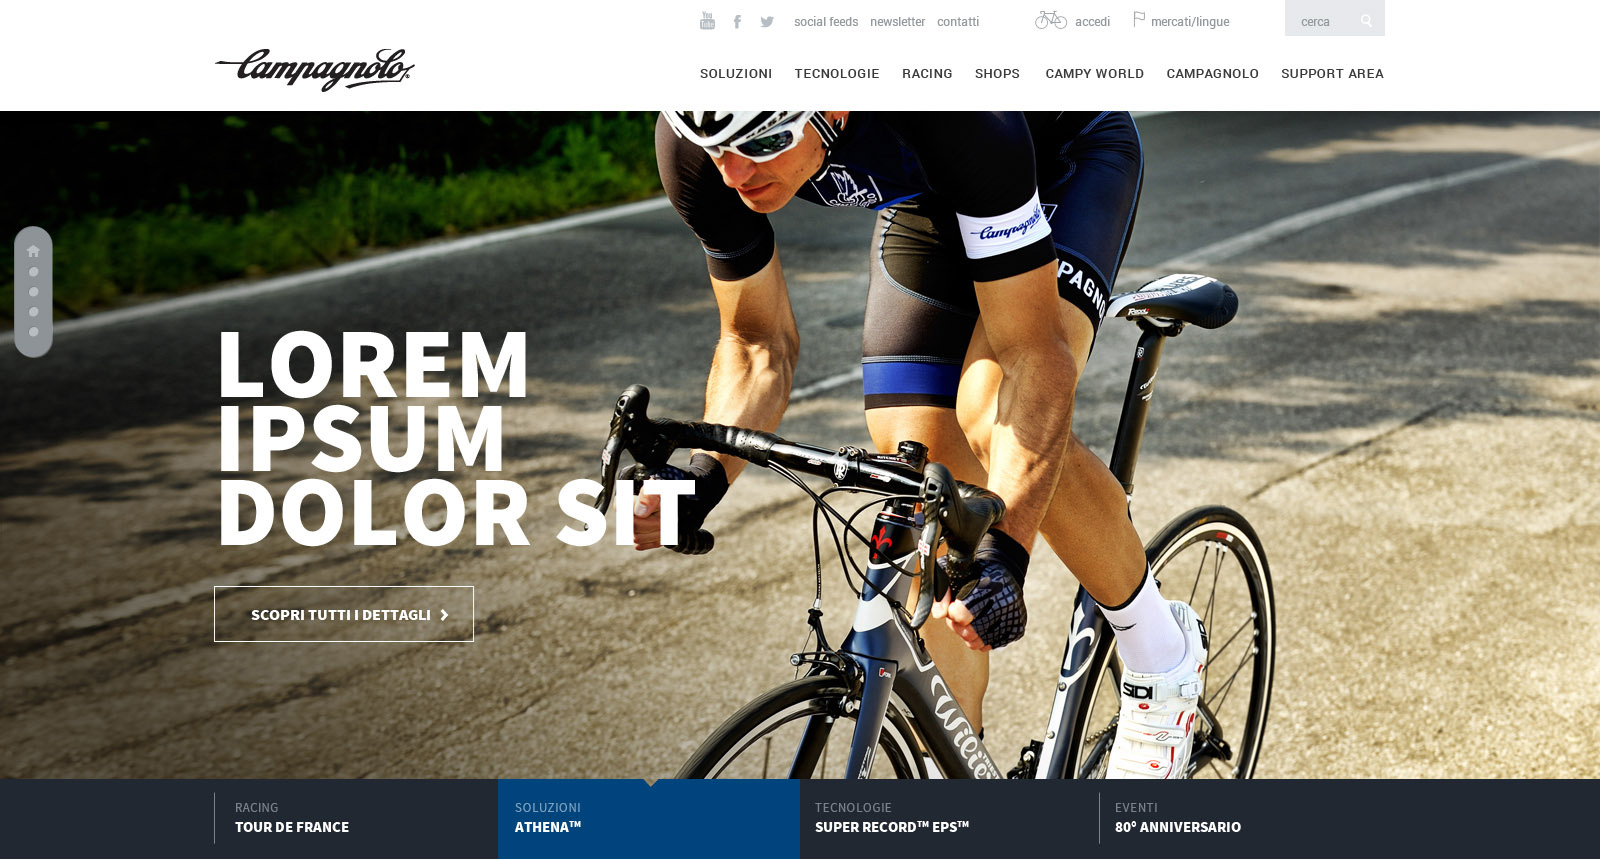 You
Tube
social feeds newsletter contatti
accedi
mercati/lingue
cerca
Campagnolo
SOLUZIONI TECNOLOGIE RACING SHOPS CAMPY WORLD CAMPAGNOLO SUPPORT AREA
Campagnolo
PAGNO
LOREM
IPSUM
DOLOR SIT
SCOPRI TUTTI I DETTAGLI
SIDI
Wilier
RACING
TOUR DE FRANCE
SOLUZIONI
ATHENA™
TECNOLOGIE
SUPER RECORD™ EPS™
EVENTI
80° ANNIVERSARIO